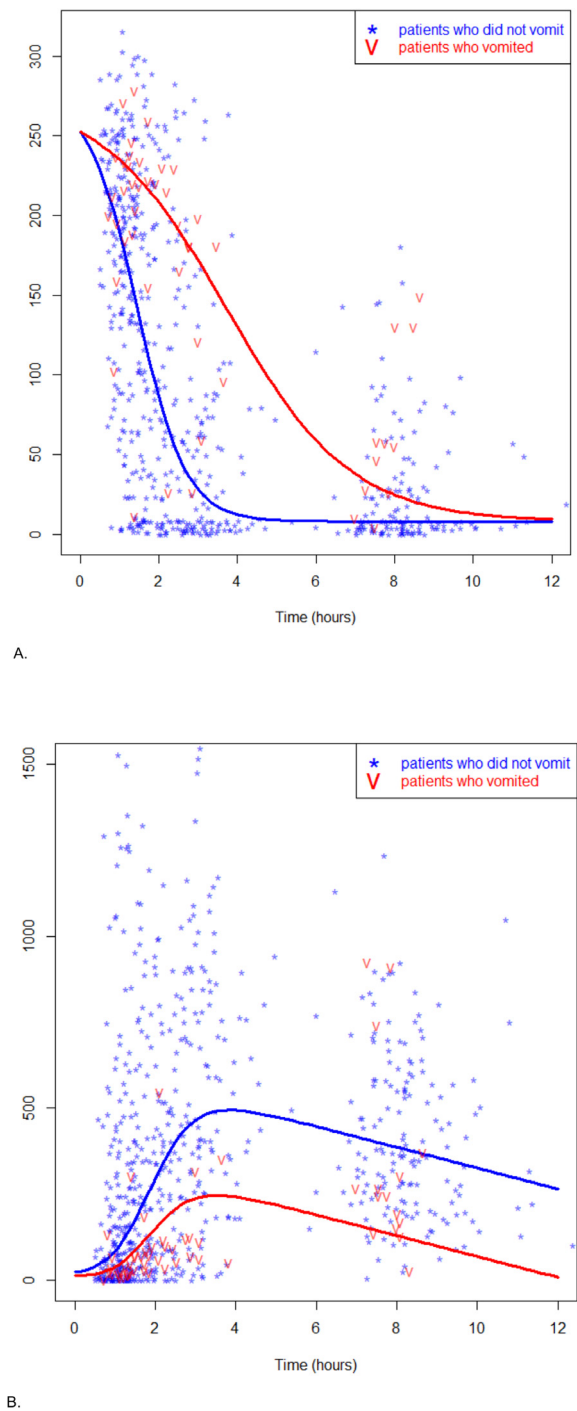 * patients who did not vomit
V patients who vomited
300
250
200
150
100
50
0
0 2 4 6 8 10 12
Time (hours)
A.
* patients who did not vomit
V patients who vomited
1500
1000
500
0
0 2 4 6 8 10 12
Time (hours)
B.